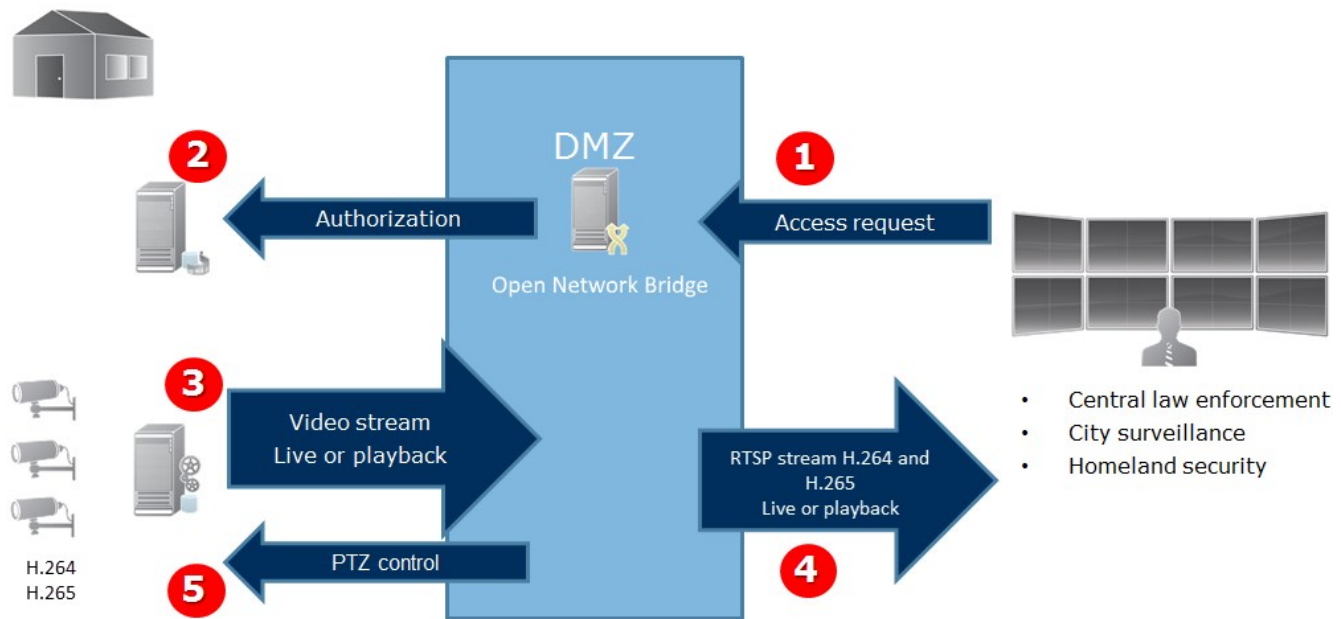 DMZ
Open Network Bridge
1
Access request
2
Authorization
3
Video stream
Live or playback
4
RTSP stream H.264 and
H.265
Live or playback
5
PTZ control
H.264
H.265
• Central law enforcement
• City surveillance
• Homeland security